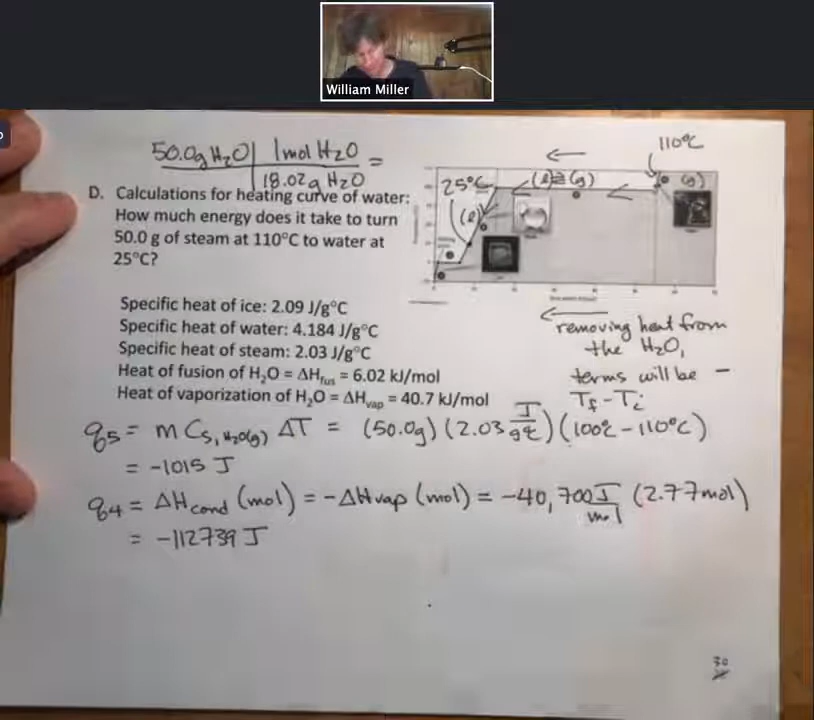 William Miller
50.0g H₂O | 1mol H₂O =
18.02g H₂O
110°C
25°C
(l)⇌(g)
(g)
(l)
D. Calculations for heating curve of water:
How much energy does it take to turn
50.0 g of steam at 110°C to water at
25°C?
Specific heat of ice: 2.09 J/g°C
Specific heat of water: 4.184 J/g°C
Specific heat of steam: 2.03 J/g°C
Heat of fusion of H₂O = ΔHfus = 6.02 kJ/mol
Heat of vaporization of H₂O = ΔHvap = 40.7 kJ/mol
removing heat from
the H₂O,
terms will be -
Tf - Ti
q5 = m Cs, H₂O(g) ΔT = (50.0g) (2.03 J/g°C) (100°C - 110°C)
= -1015 J
q4 = ΔHcond (mol) = -ΔHvap (mol) = -40,700 J/mol (2.77mol)
= -112739 J
30